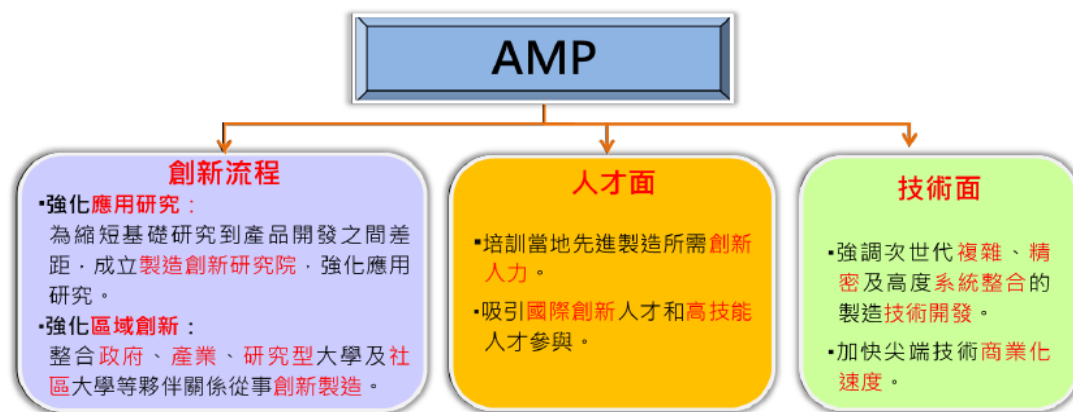 AMP
創新流程
▪強化應用研究：
為縮短基礎研究到產品開發之間差
距，成立製造創新研究院，強化應用
研究。
▪強化區域創新：
整合政府、產業、研究型大學及社
區大學等夥伴關係從事創新製造。
人才面
▪培訓當地先進製造所需創新
人力。
▪吸引國際創新人才和高技能
人才參與。
技術面
▪強調次世代複雜、精
密及高度系統整合的
製造技術開發。
▪加快尖端技術商業化
速度。